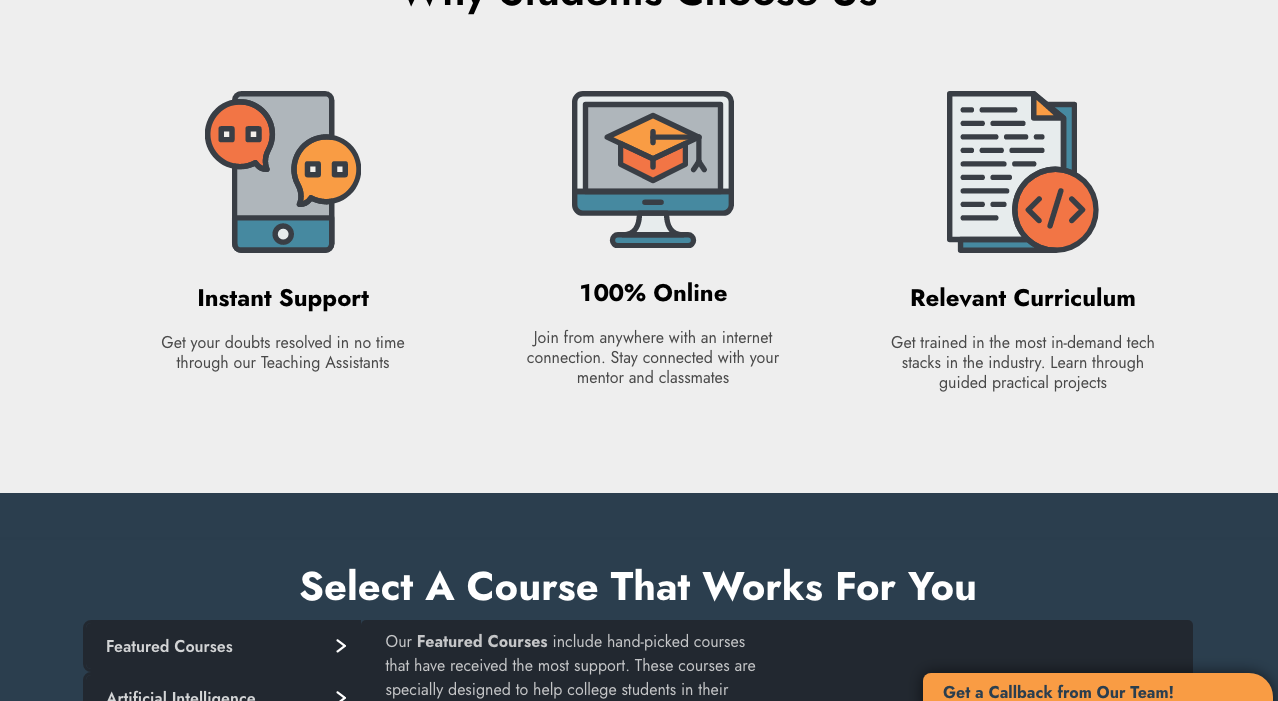 Why Students Choose Us
Instant Support
Get your doubts resolved in no time
through our Teaching Assistants
100% Online
Join from anywhere with an internet
connection. Stay connected with your
mentor and classmates
Relevant Curriculum
Get trained in the most in-demand tech
stacks in the industry. Learn through
guided practical projects
Select A Course That Works For You
Featured Courses
Artificial Intelligence
Our Featured Courses include hand-picked courses
that have received the most support. These courses are
specially designed to help college students in their
Get a Callback from Our Team!